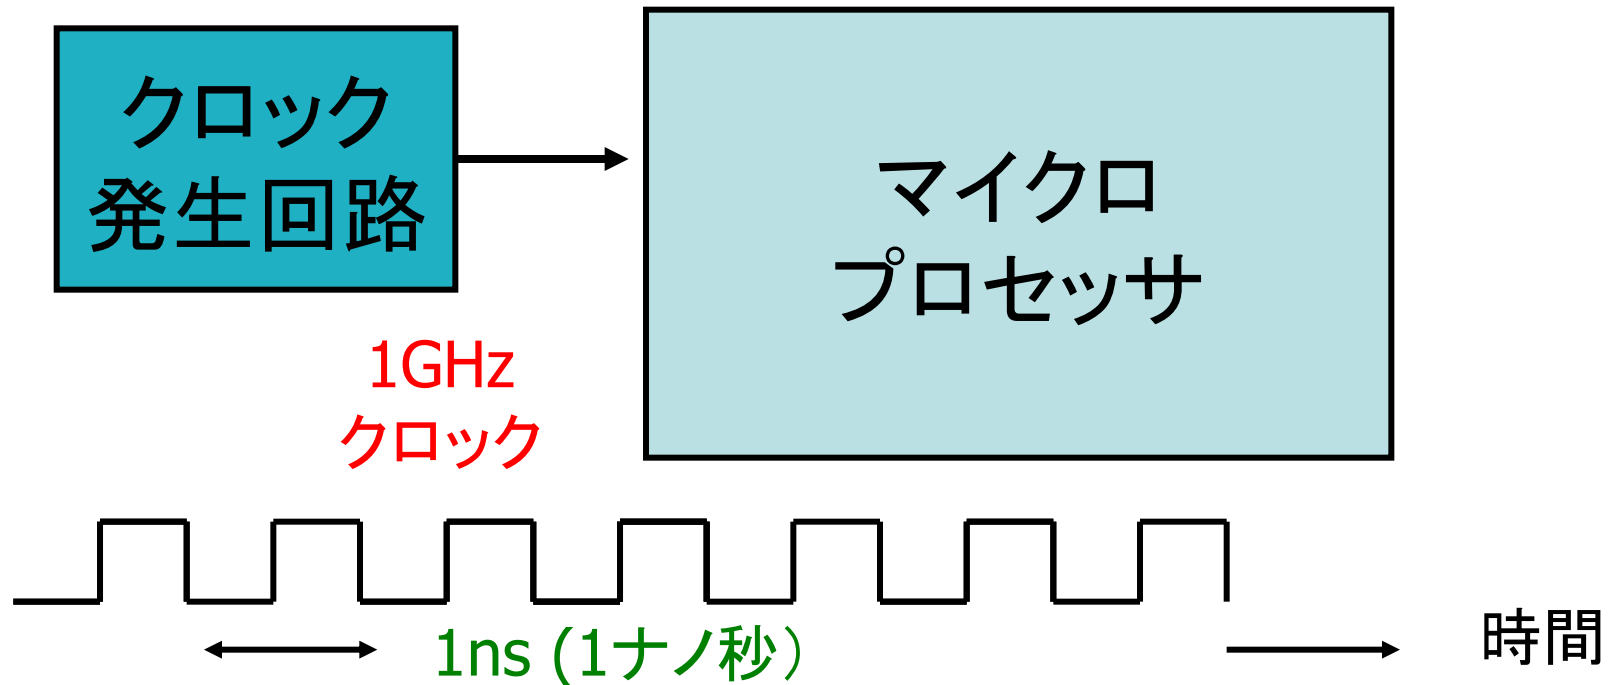 クロック
発生回路
マイクロ
プロセッサ
1GHz
クロック
1ns (1ナノ秒）
時間